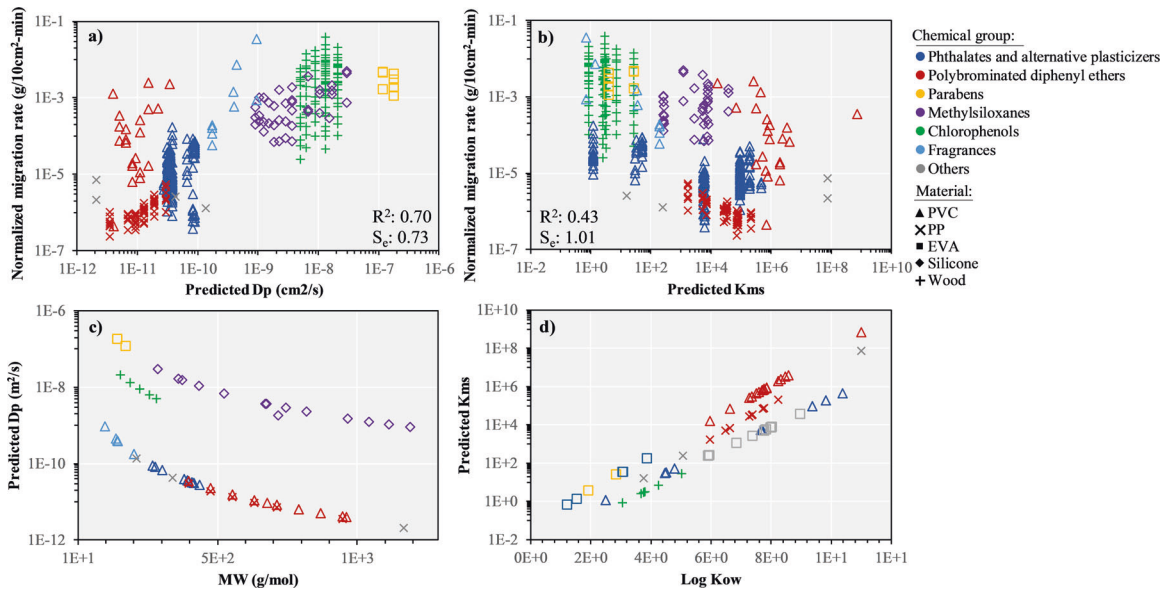 a)
Normalized migration rate (g/10cm²-min)
1E-1
1E-3
1E-5
1E-7
R²: 0.70
Sₑ: 0.73
1E-12
1E-11
1E-10
1E-9
1E-8
1E-7
1E-6
Predicted Dp (cm2/s)
b)
Normalized migration rate (g/10cm²-min)
1E-1
1E-3
1E-5
1E-7
R²: 0.43
Sₑ: 1.01
1E-2
1E+0
1E+2
1E+4
1E+6
1E+8
1E+10
Predicted Kms
Chemical group:
Phthalates and alternative plasticizers
Polybrominated diphenyl ethers
Parabens
Methylsiloxanes
Chlorophenols
Fragrances
Others
Material:
PVC
PP
EVA
Silicone
Wood
c)
Predicted Dp (m²/s)
1E-6
1E-8
1E-10
1E-12
1E+1
5E+2
1E+3
MW (g/mol)
d)
Predicted Kms
1E+10
1E+8
1E+6
1E+4
1E+2
1E+0
1E-2
0E+0
2E+0
4E+0
6E+0
8E+0
1E+1
1E+1
Log Kow